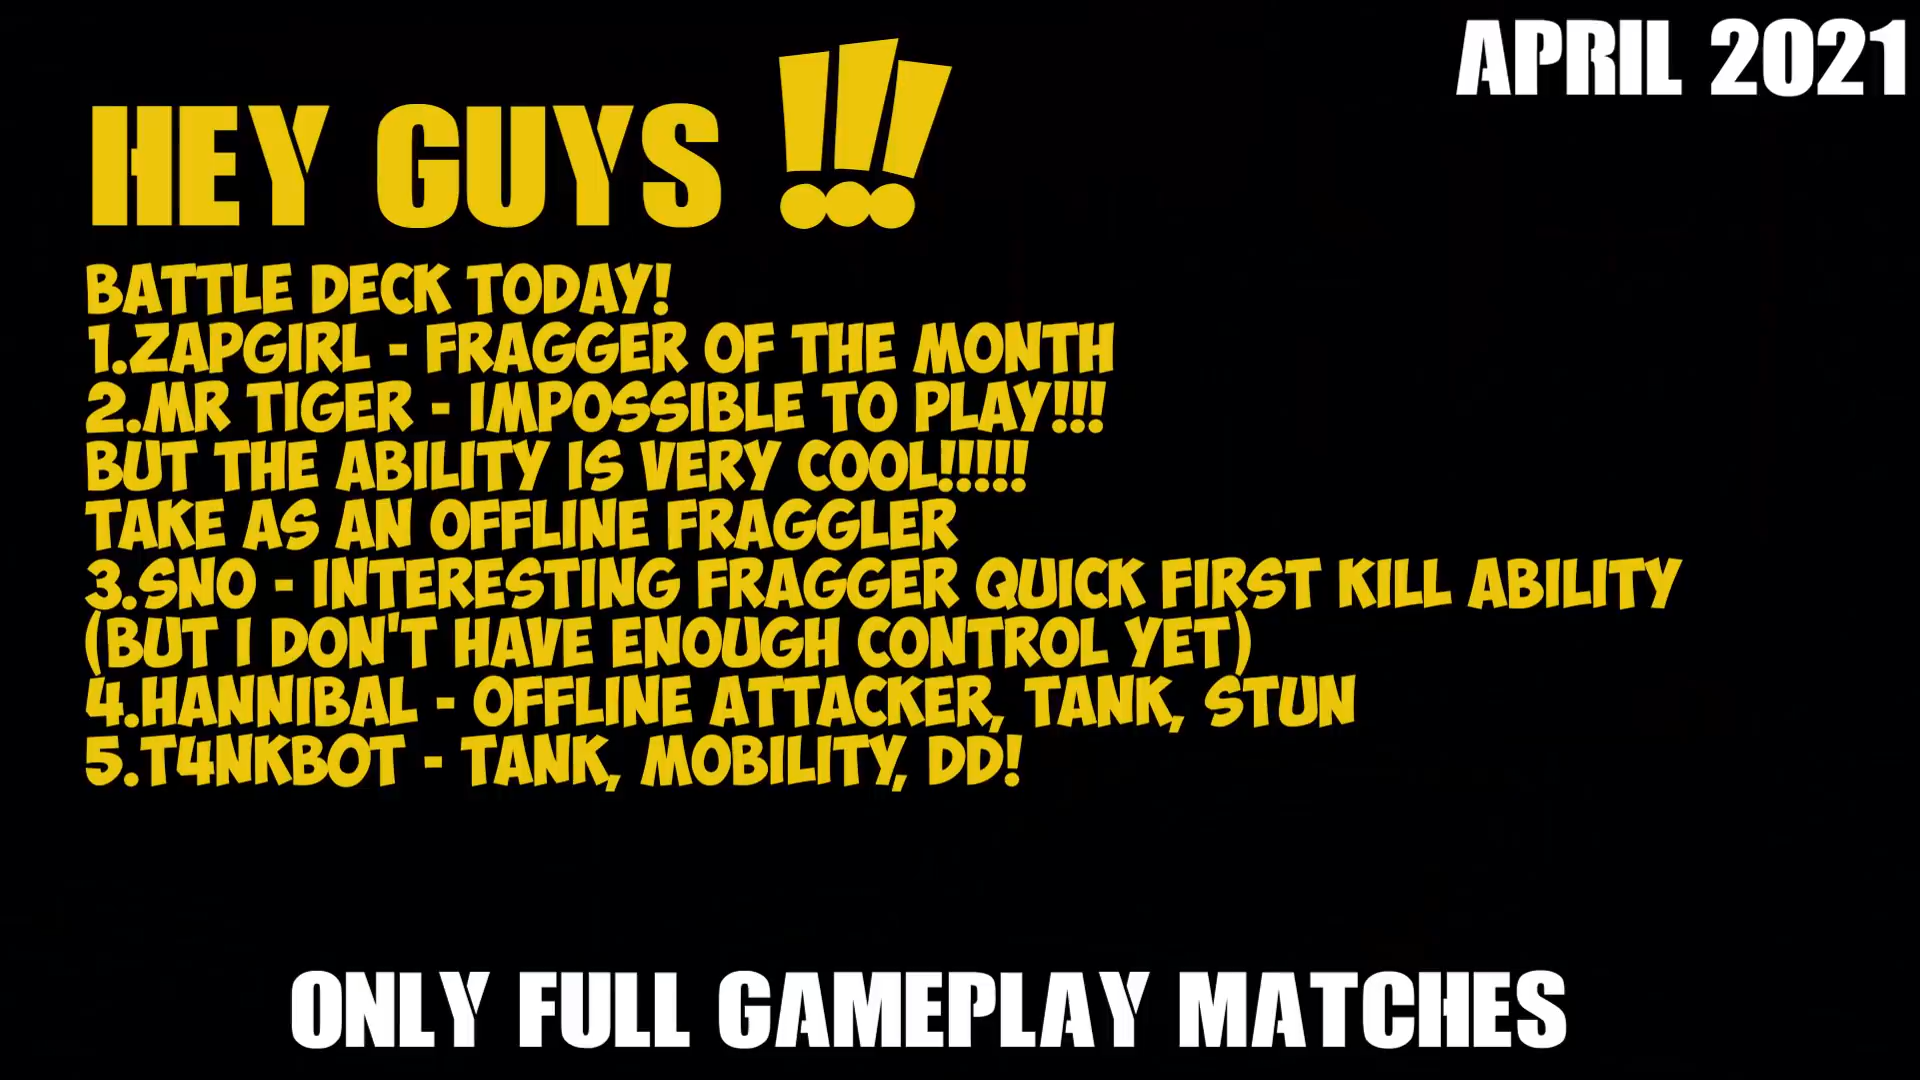 APRIL 2021
HEY GUYS !!!
BATTLE DECK TODAY!
1.ZAPGIRL - FRAGGER OF THE MONTH
2.MR TIGER - IMPOSSIBLE TO PLAY!!!
BUT THE ABILITY IS VERY COOL!!!!!
TAKE AS AN OFFLINE FRAGGLER
3.SNO - INTERESTING FRAGGER QUICK FIRST KILL ABILITY
(BUT I DON'T HAVE ENOUGH CONTROL YET)
4.HANNIBAL - OFFLINE ATTACKER, TANK, STUN
5.T4NKBOT - TANK, MOBILITY, DD!
ONLY FULL GAMEPLAY MATCHES